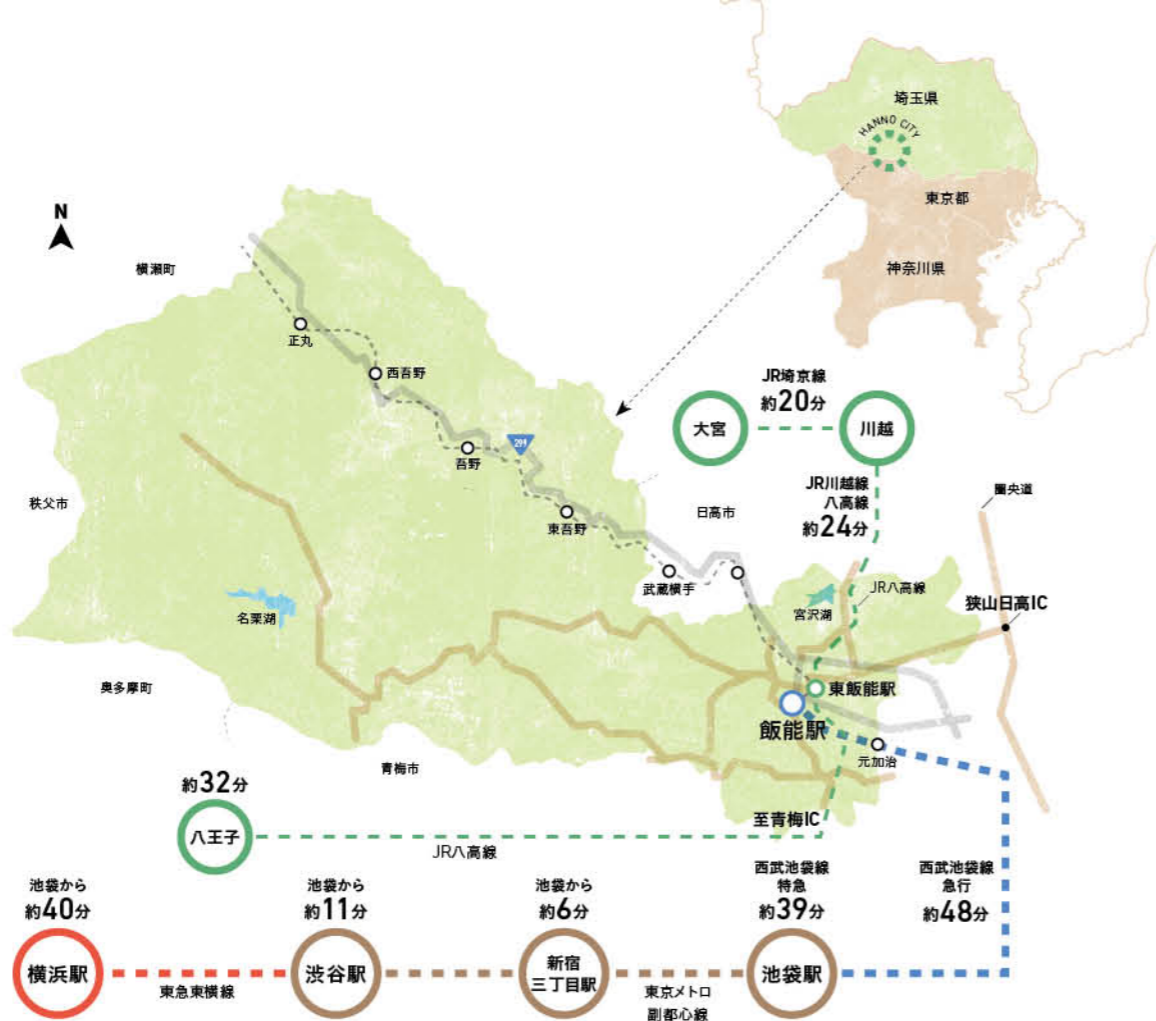 埼玉県
HANNO CITY
東京都
神奈川県
N
横瀬町
正丸
西吾野
吾野
299
東吾野
秩父市
日高市
武蔵横手
名栗湖
宮沢湖
奥多摩町
青梅市
JR埼京線
約20分
大宮
川越
JR川越線
八高線
約24分
圏央道
JR八高線
狭山日高IC
東飯能駅
飯能駅
元加治
至青梅IC
約32分
八王子
JR八高線
池袋から
約40分
横浜駅
東急東横線
池袋から
約11分
渋谷駅
池袋から
約6分
新宿
三丁目駅
東京メトロ
副都心線
西武池袋線
特急
約39分
池袋駅
西武池袋線
急行
約48分